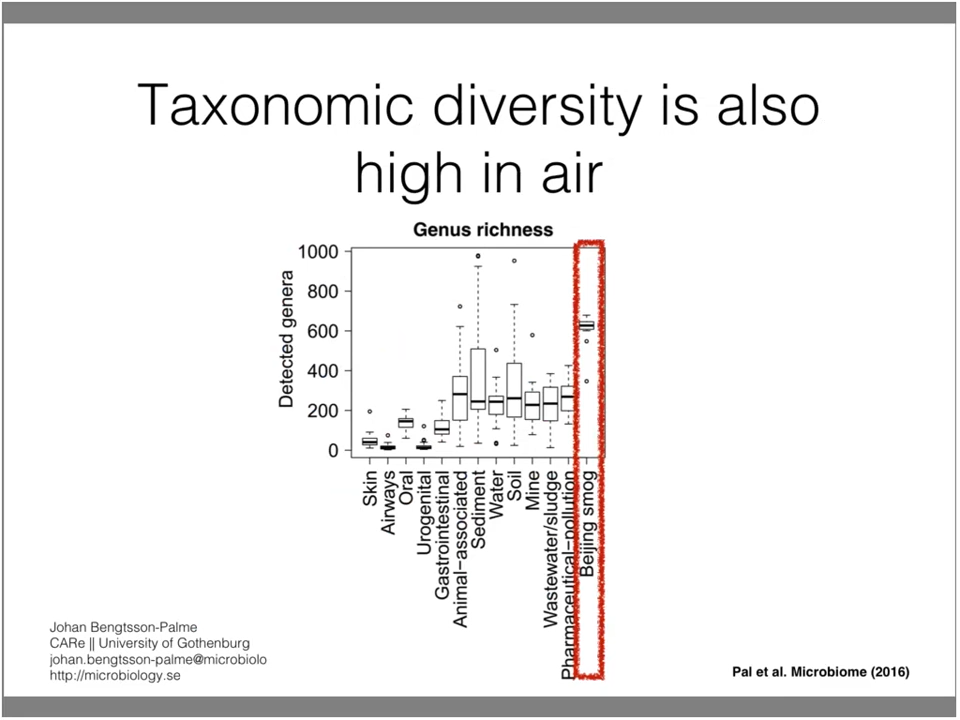 Taxonomic diversity is also
high in air
Genus richness
Detected genera
1000
800
600
400
200
0
Skin
Airways
Oral
Urogenital
Gastrointestinal
Animal−associated
Sediment
Water
Soil
Mine
Wastewater/sludge
Pharmaceutical−pollution
Beijing smog
Johan Bengtsson-Palme
CARe || University of Gothenburg
johan.bengtsson-palme@microbiolo
http://microbiology.se
Pal et al. Microbiome (2016)